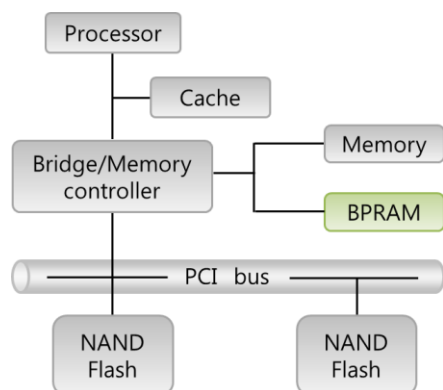 Processor
Cache
Bridge/Memory
controller
Memory
BPRAM
PCI bus
NAND
Flash
NAND
Flash